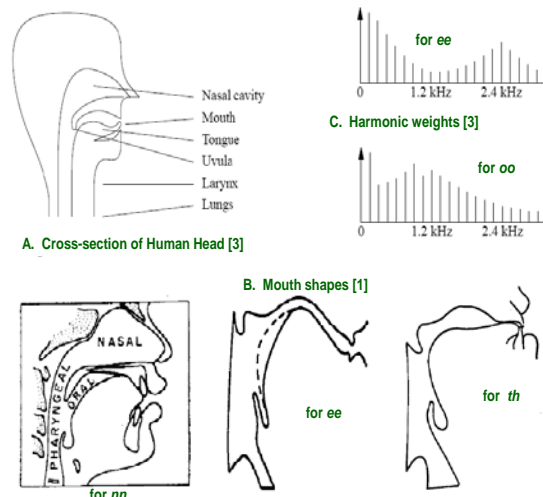 Nasal cavity
Mouth
Tongue
Uvula
Larynx
Lungs
A. Cross-section of Human Head [3]
for ee
0 1.2 kHz 2.4 kHz
C. Harmonic weights [3]
for oo
0 1.2 kHz 2.4 kHz
B. Mouth shapes [1]
NASAL
ORAL
PHARYNGEAL
for nn
for ee
for th